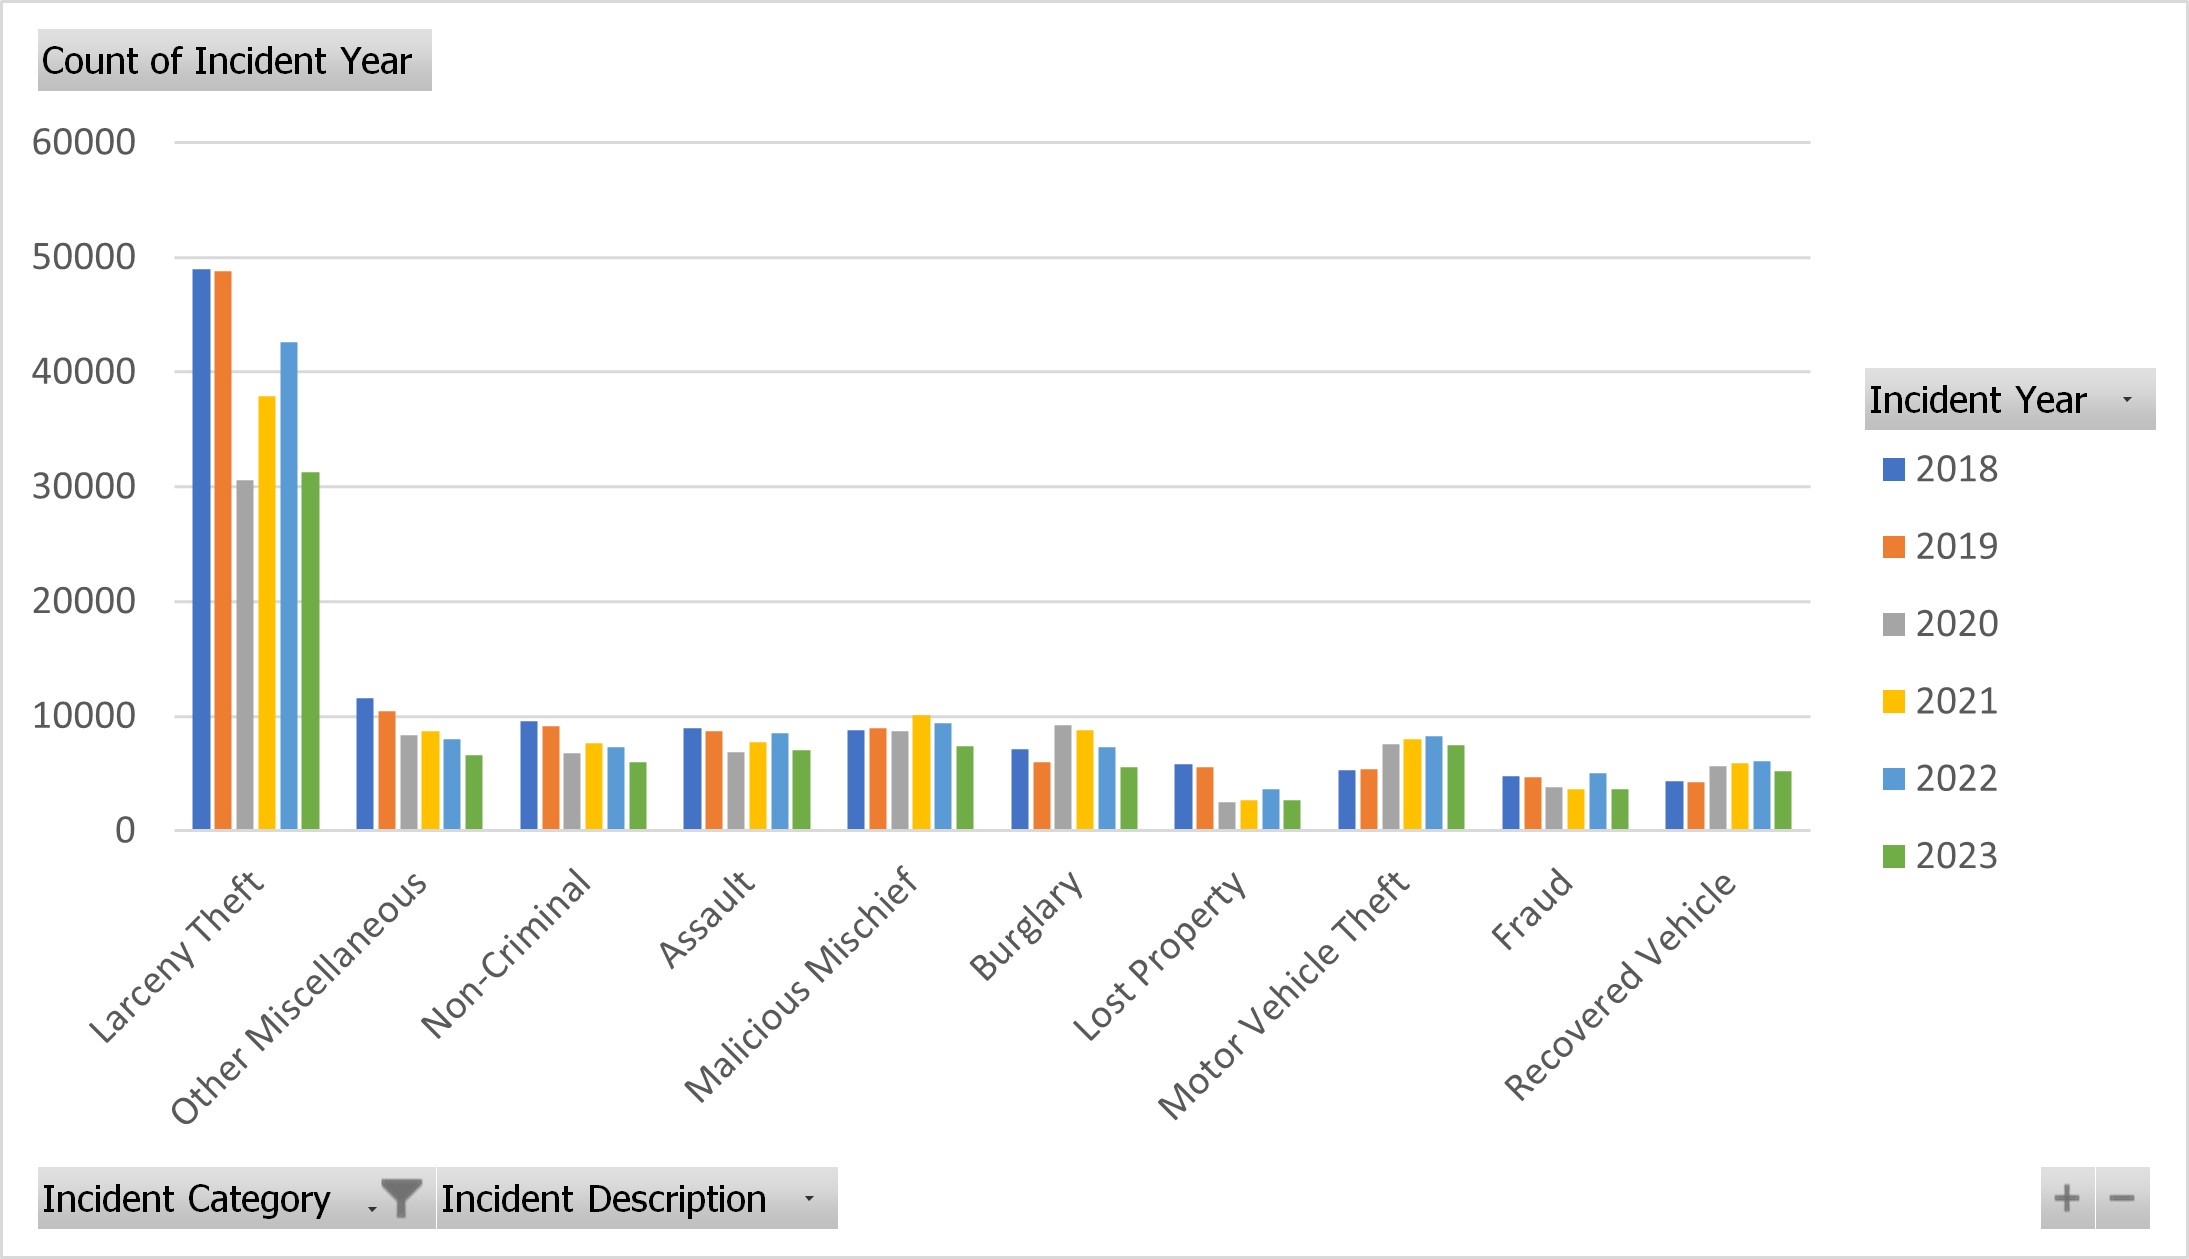 Count of Incident Year
60000
50000
40000
30000
20000
10000
0
Larceny Theft
Other Miscellaneous
Non-Criminal
Assault
Malicious Mischief
Burglary
Lost Property
Motor Vehicle Theft
Fraud
Recovered Vehicle
Incident Year
2018
2019
2020
2021
2022
2023
Incident Category
Incident Description
+ −